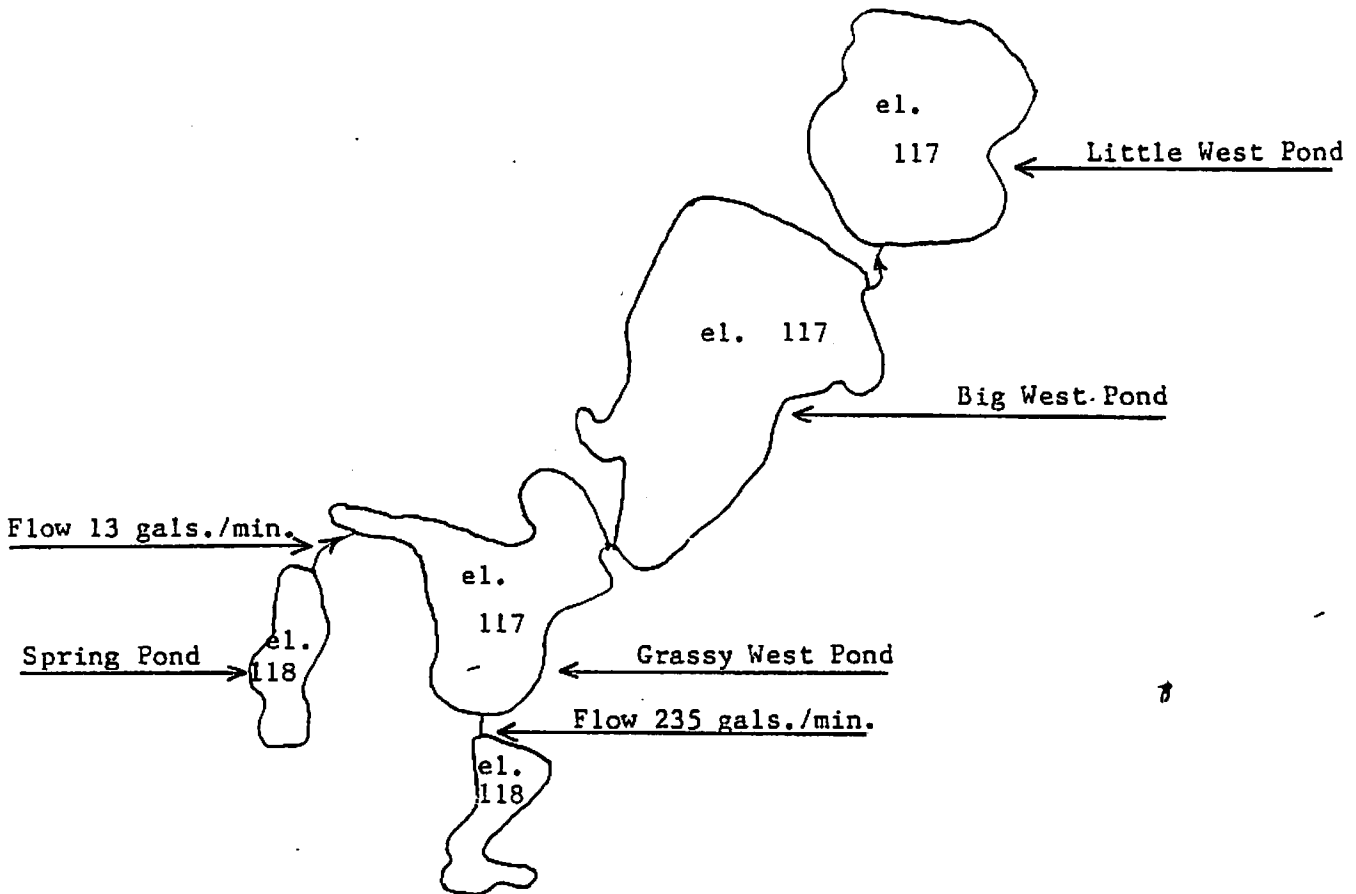 el.
117
Little West Pond
el. 117
Big West Pond
Flow 13 gals./min.
el.
117
el.
118
Spring Pond
Grassy West Pond
Flow 235 gals./min.
el.
118